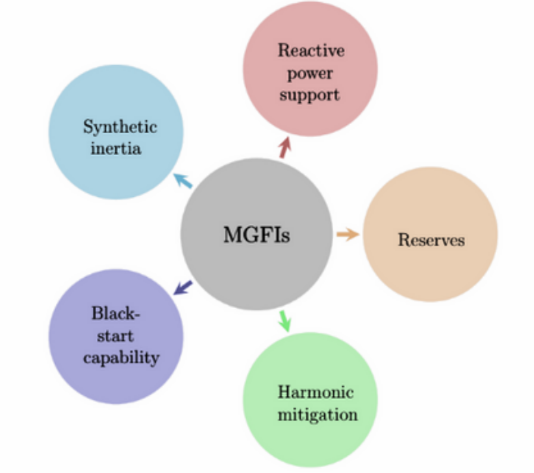 Reactive
power
support
Synthetic
inertia
MGFIs
Reserves
Black-
start
capability
Harmonic
mitigation